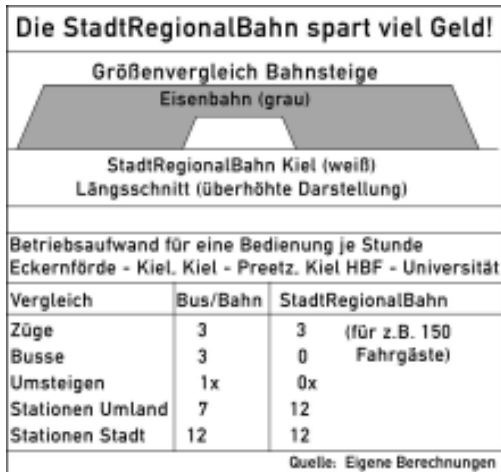 Die StadtRegionalBahn spart viel Geld!
Größenvergleich Bahnsteige
Eisenbahn (grau)
StadtRegionalBahn Kiel (weiß)
Längsschnitt (überhöhte Darstellung)
Betriebsaufwand für eine Bedienung je Stunde
Eckernförde - Kiel, Kiel - Preetz, Kiel HBF - Universität
Vergleich Bus/Bahn StadtRegionalBahn
Züge 3 3 (für z.B. 150
Busse 3 0 Fahrgäste)
Umsteigen 1x 0x
Stationen Umland 7 12
Stationen Stadt 12 12
Quelle: Eigene Berechnungen